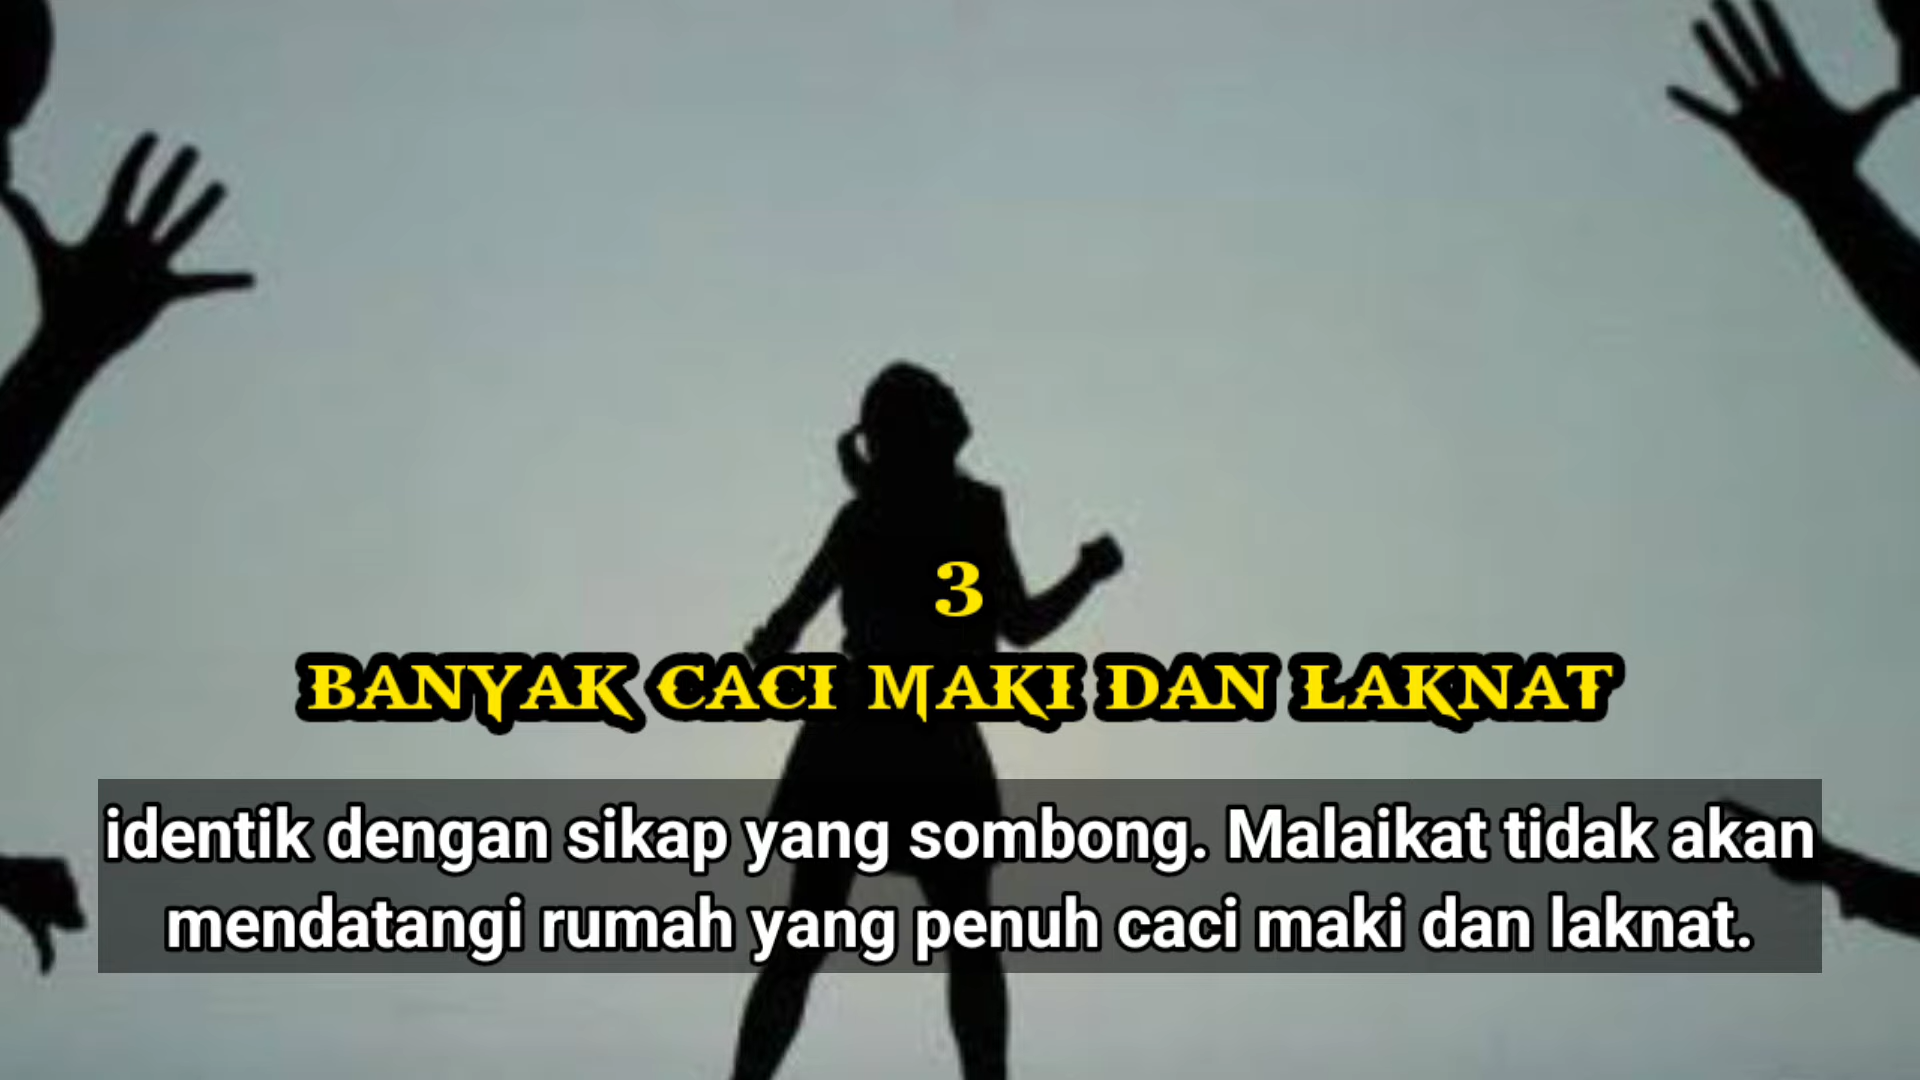 3
BANYAK CACI MAKI DAN LAKNAT
identik dengan sikap yang sombong. Malaikat tidak akan
mendatangi rumah yang penuh caci maki dan laknat.